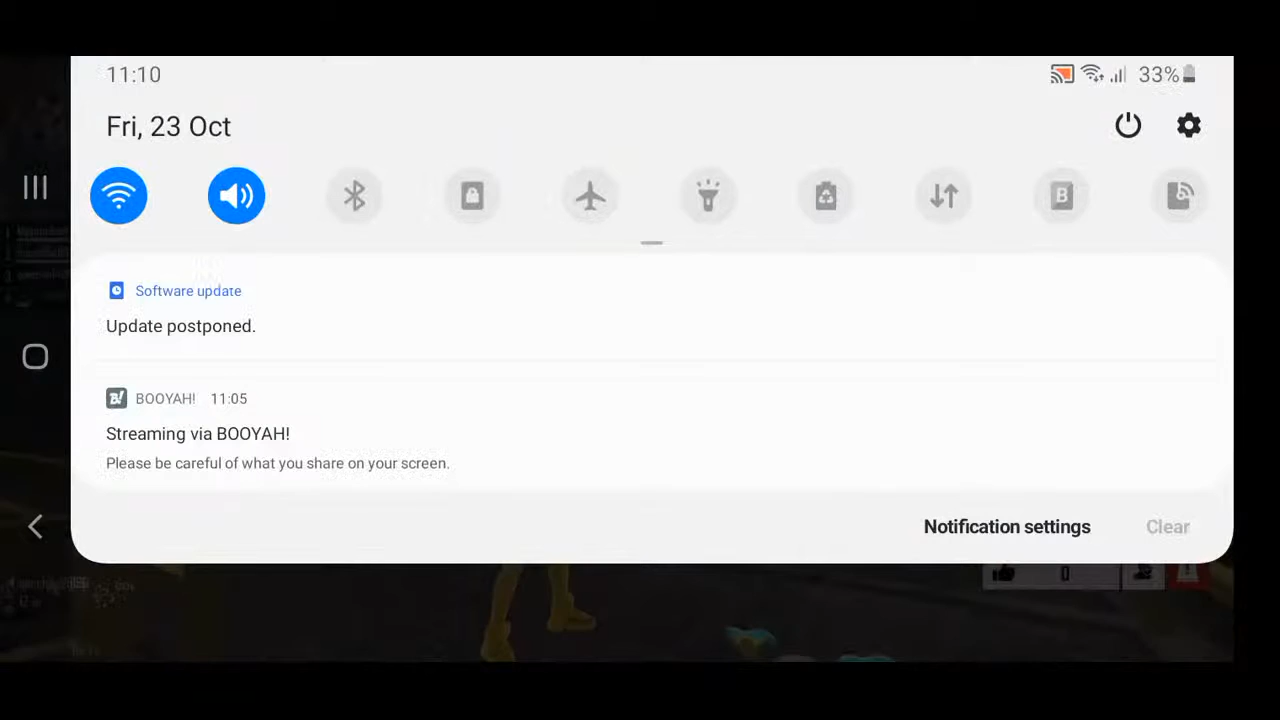 11:10
33%
Fri, 23 Oct
Software update
Update postponed.
BOOYAH! 11:05
Streaming via BOOYAH!
Please be careful of what you share on your screen.
Notification settings
Clear